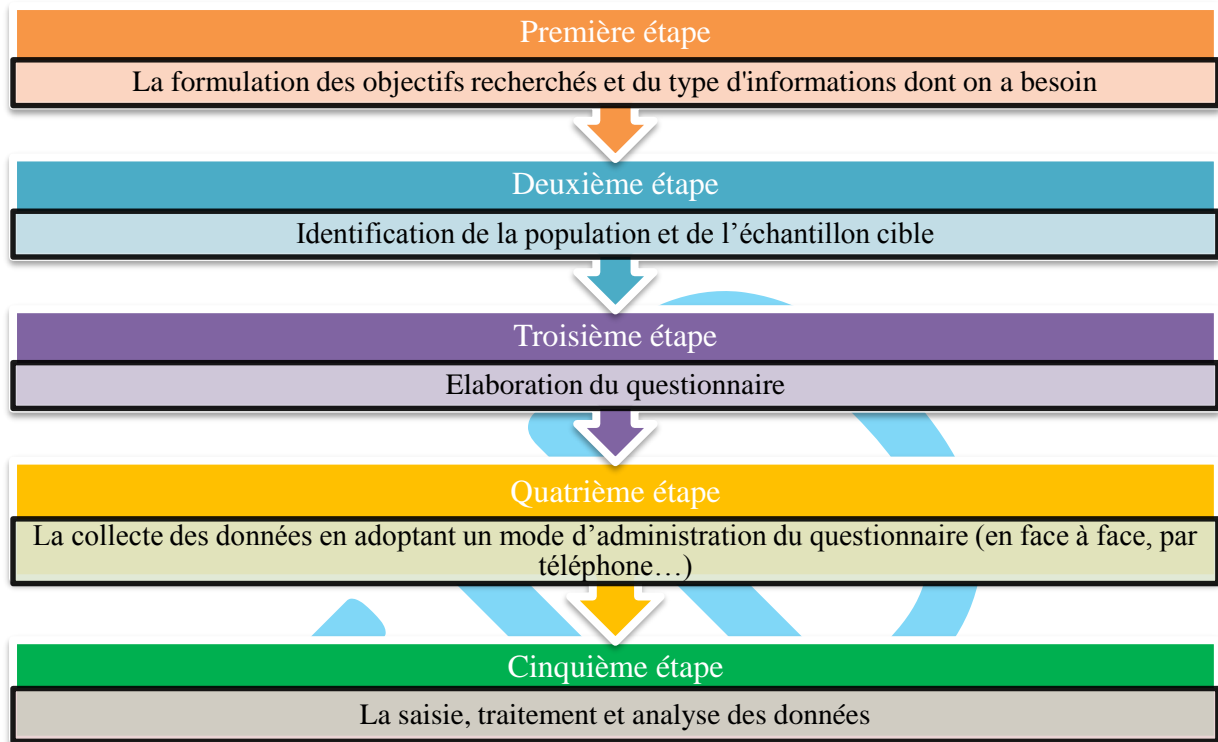 Première étape
La formulation des objectifs recherchés et du type d'informations dont on a besoin
Deuxième étape
Identification de la population et de l’échantillon cible
Troisième étape
Elaboration du questionnaire
Quatrième étape
La collecte des données en adoptant un mode d’administration du questionnaire (en face à face, par
téléphone…)
Cinquième étape
La saisie, traitement et analyse des données